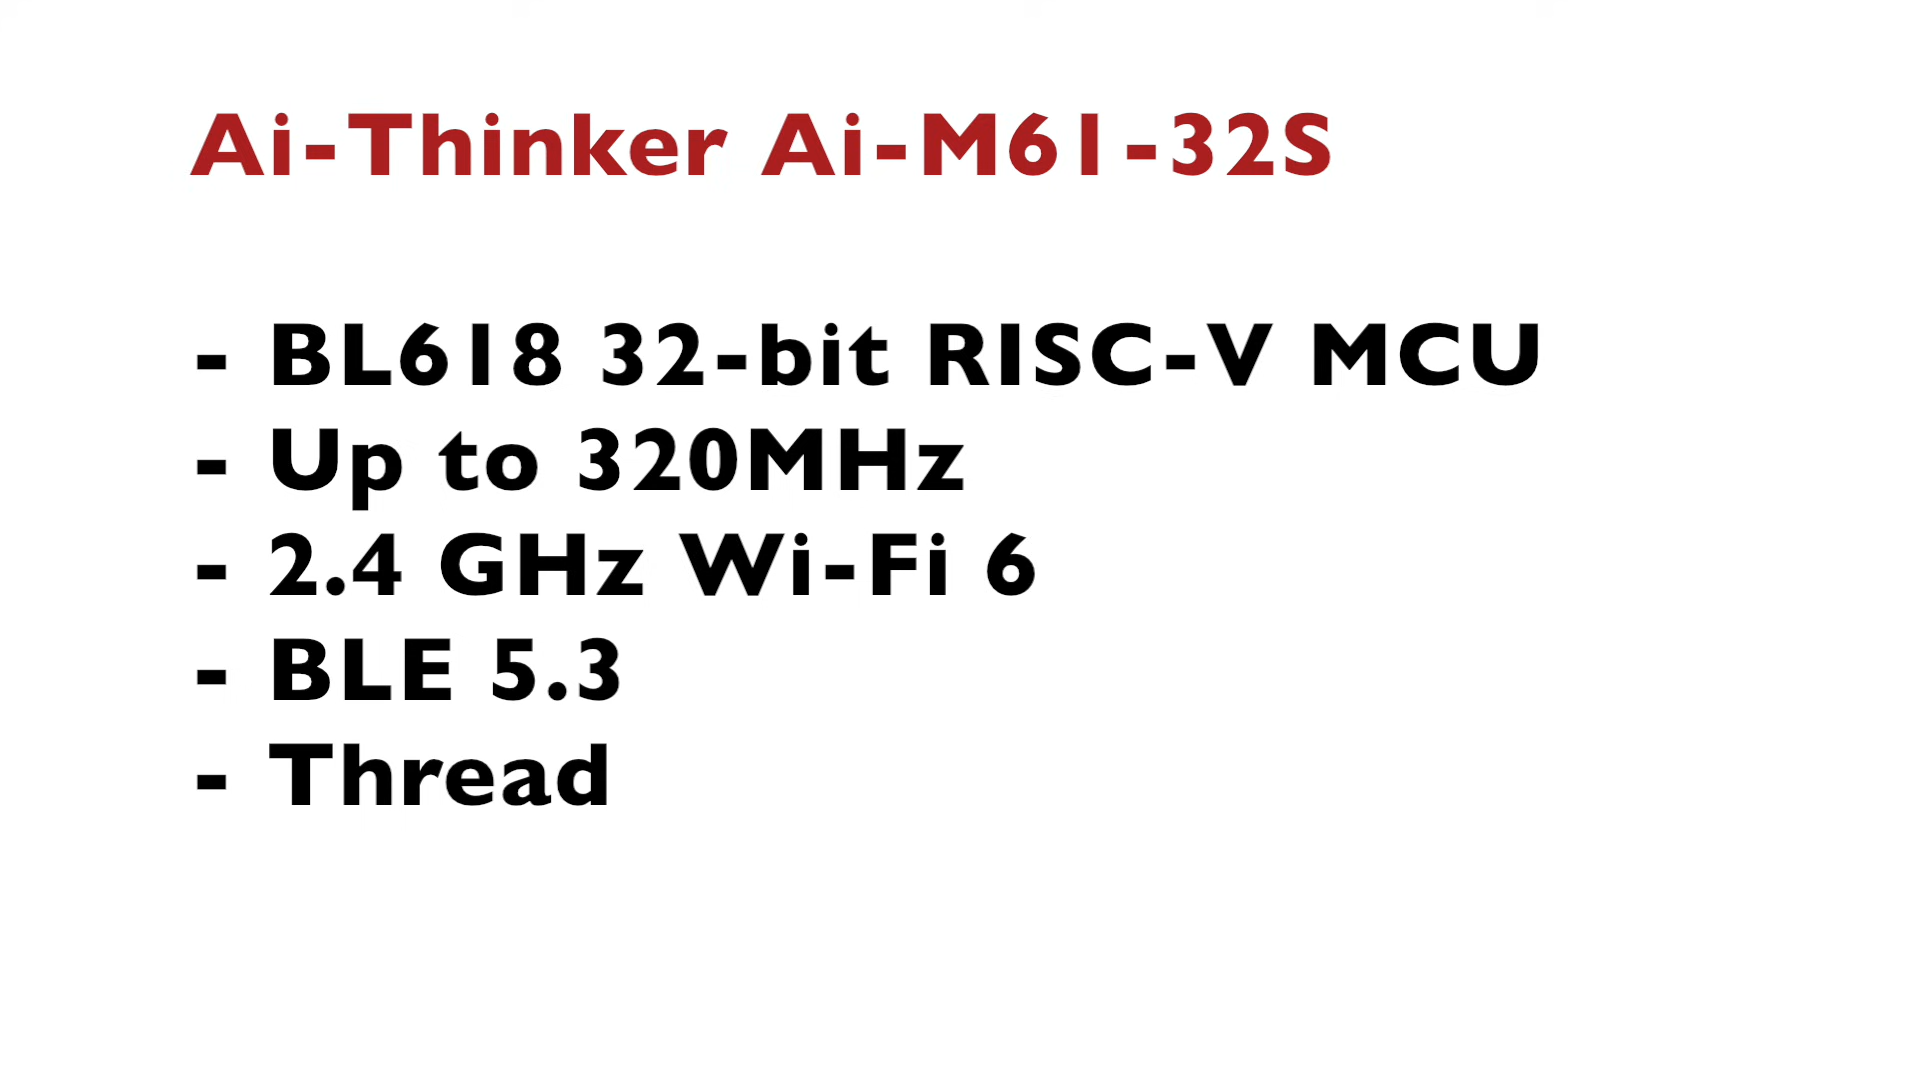 Ai-Thinker Ai-M61-32S
- BL618 32-bit RISC-V MCU
- Up to 320MHz
- 2.4 GHz Wi-Fi 6
- BLE 5.3
- Thread